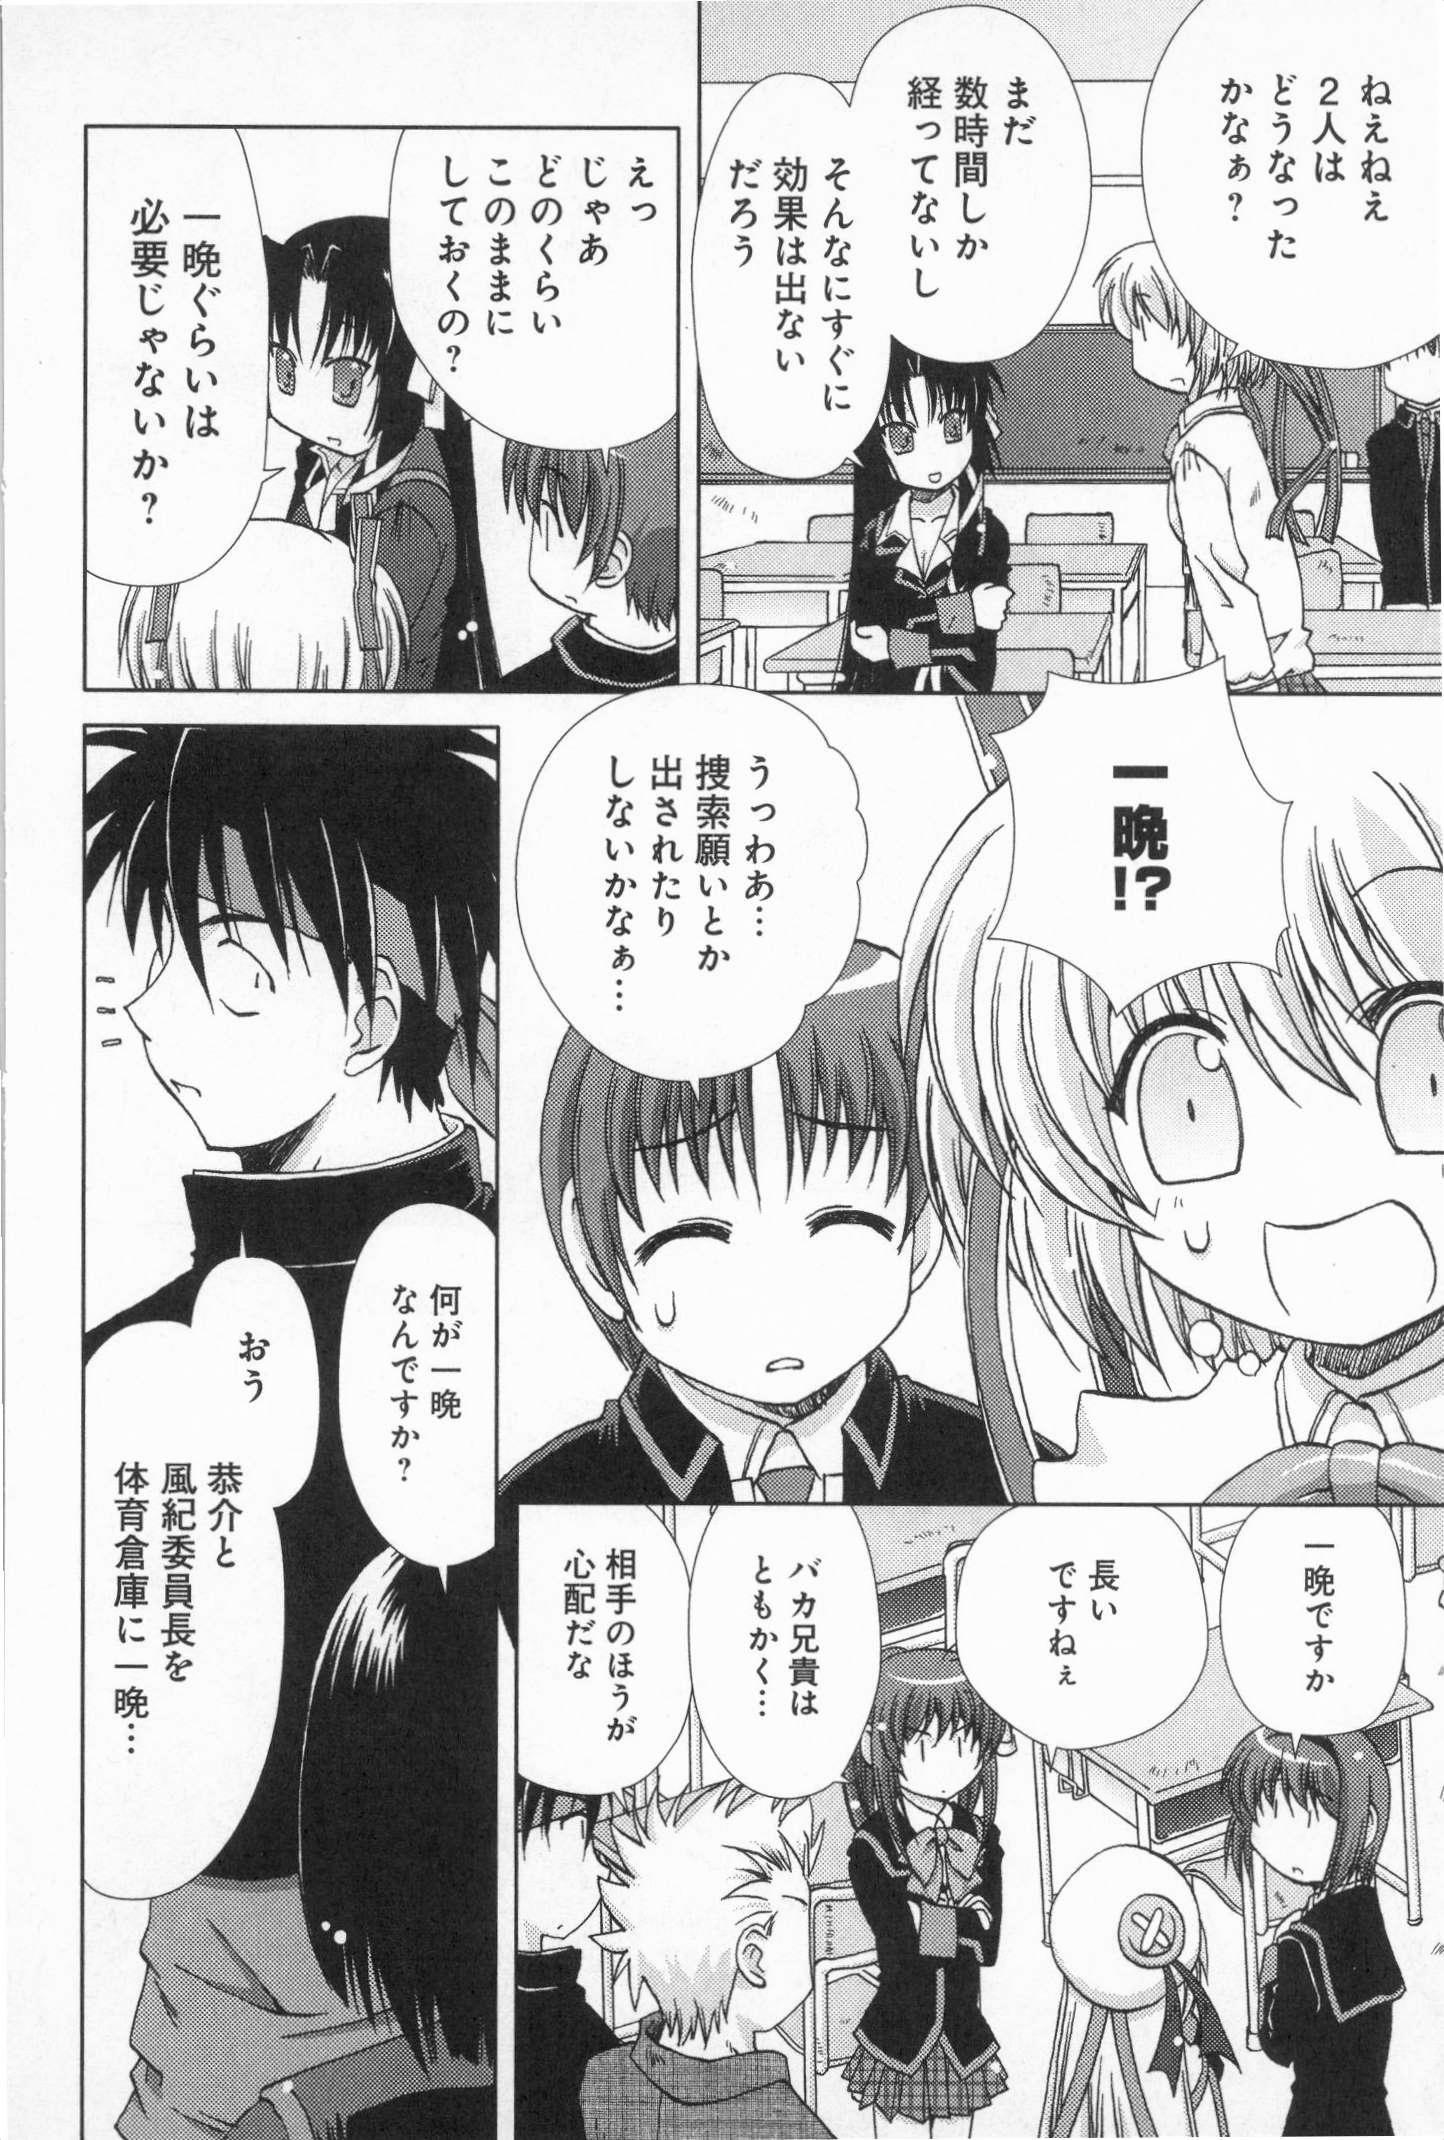 ねえねえ
2人は
どうなった
かなぁ?
まだ
数時間しか
経ってないし
そんなにすぐに
効果は出ない
だろう
えっ
じゃあ
どのくらい
このままに
しておくの?
一晩ぐらいは
必要じゃないか?
一晩!?
うっわぁ…
捜索願いとか
出されたり
しないかなぁ…
一晩ですか
長い
ですねぇ
バカ兄貴は
ともかく…
相手のほうが
心配だな
何が一晩
なんですか?
おう
恭介と
風紀委員長を
体育倉庫に一晩…